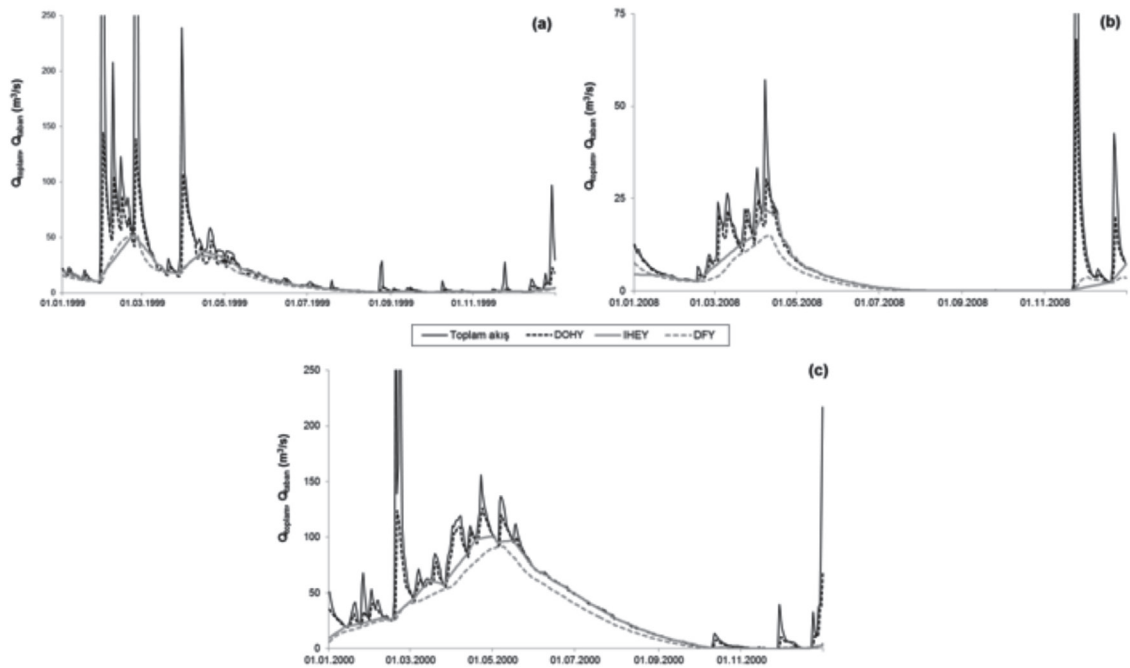 (a)
Qtoplam, Qtaban (m³/s)
250
200
150
100
50
0
01.01.1999 01.03.1999 01.05.1999 01.07.1999 01.09.1999 01.11.1999
(b)
Qtoplam, Qtaban (m³/s)
75
50
25
0
01.01.2008 01.03.2008 01.05.2008 01.07.2008 01.09.2008 01.11.2008
Toplam akış DOHY IHEY DFY
(c)
Qtoplam, Qtaban (m³/s)
250
200
150
100
50
0
01.01.2000 01.03.2000 01.05.2000 01.07.2000 01.09.2000 01.11.2000